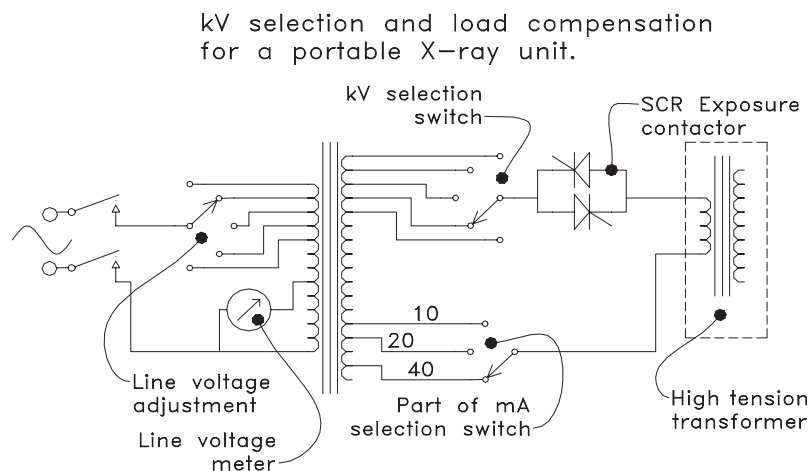 kV selection and load compensation
for a portable X-ray unit.
kV selection
switch
SCR Exposure
contactor
10
20
40
Line voltage
adjustment
Line voltage
meter
Part of mA
selection switch
High tension
transformer